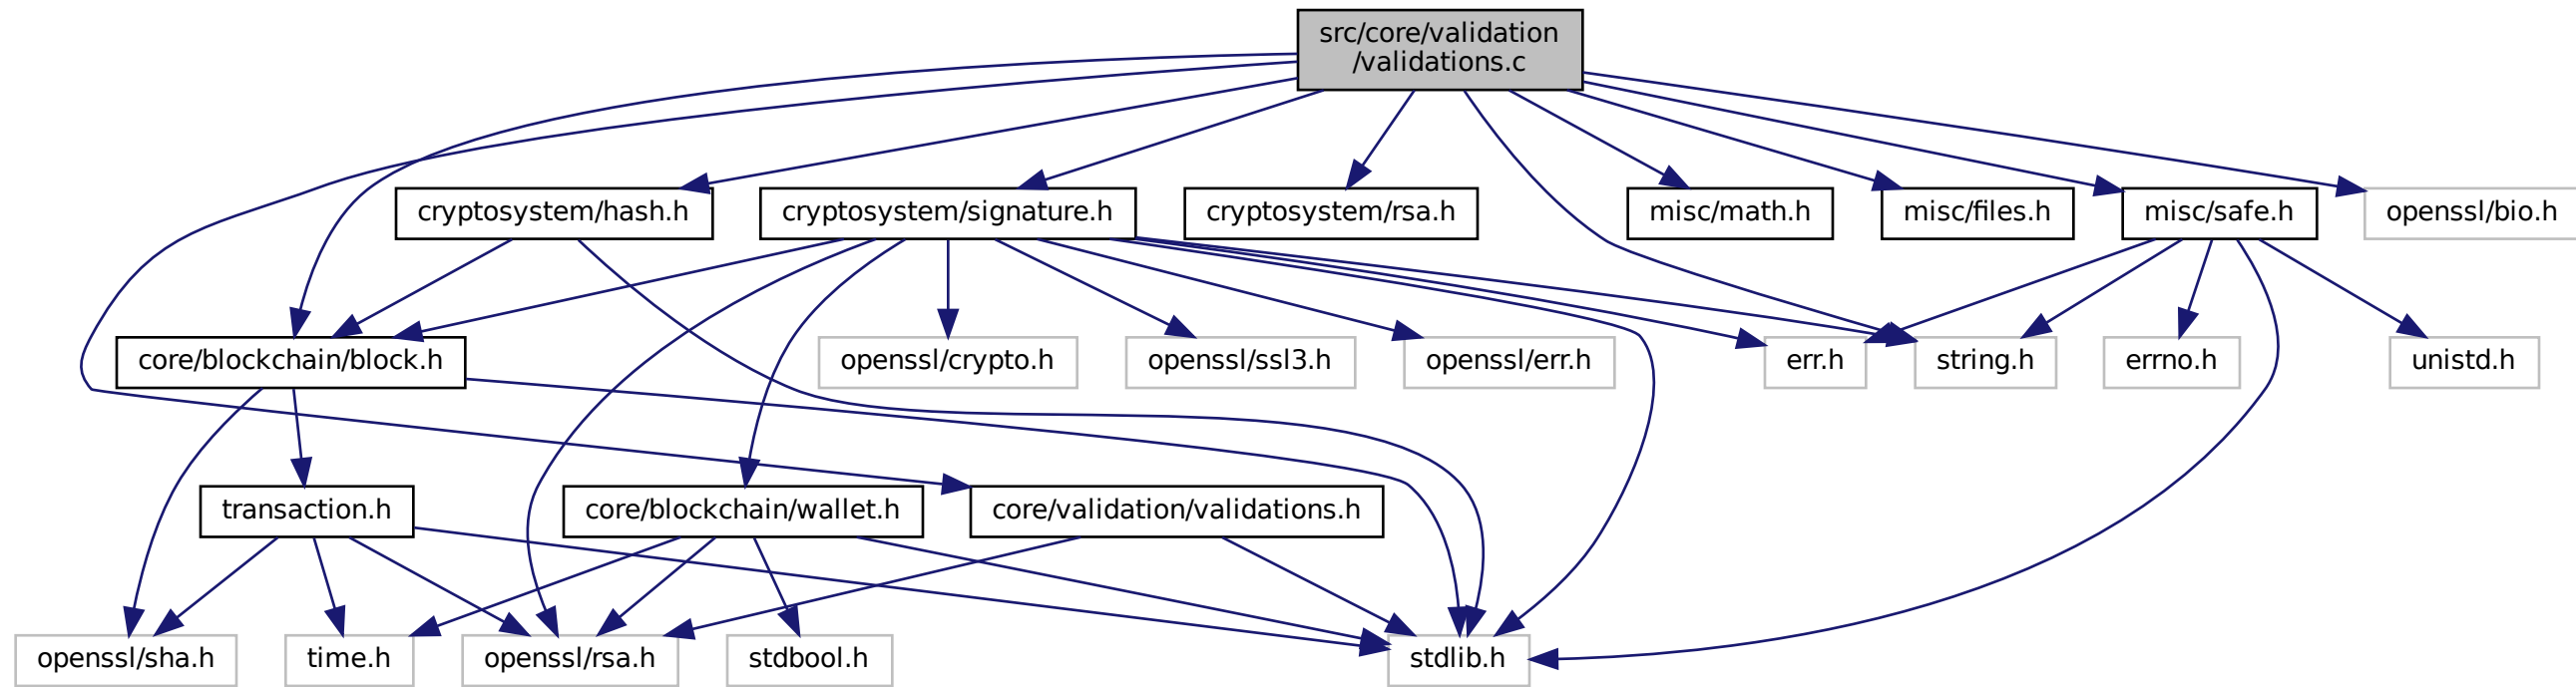 src/core/validation
/validations.c
cryptosystem/hash.h
cryptosystem/signature.h
cryptosystem/rsa.h
misc/math.h
misc/files.h
misc/safe.h
openssl/bio.h
core/blockchain/block.h
openssl/crypto.h
openssl/ssl3.h
openssl/err.h
err.h
string.h
errno.h
unistd.h
transaction.h
core/blockchain/wallet.h
core/validation/validations.h
openssl/sha.h
time.h
openssl/rsa.h
stdbool.h
stdlib.h